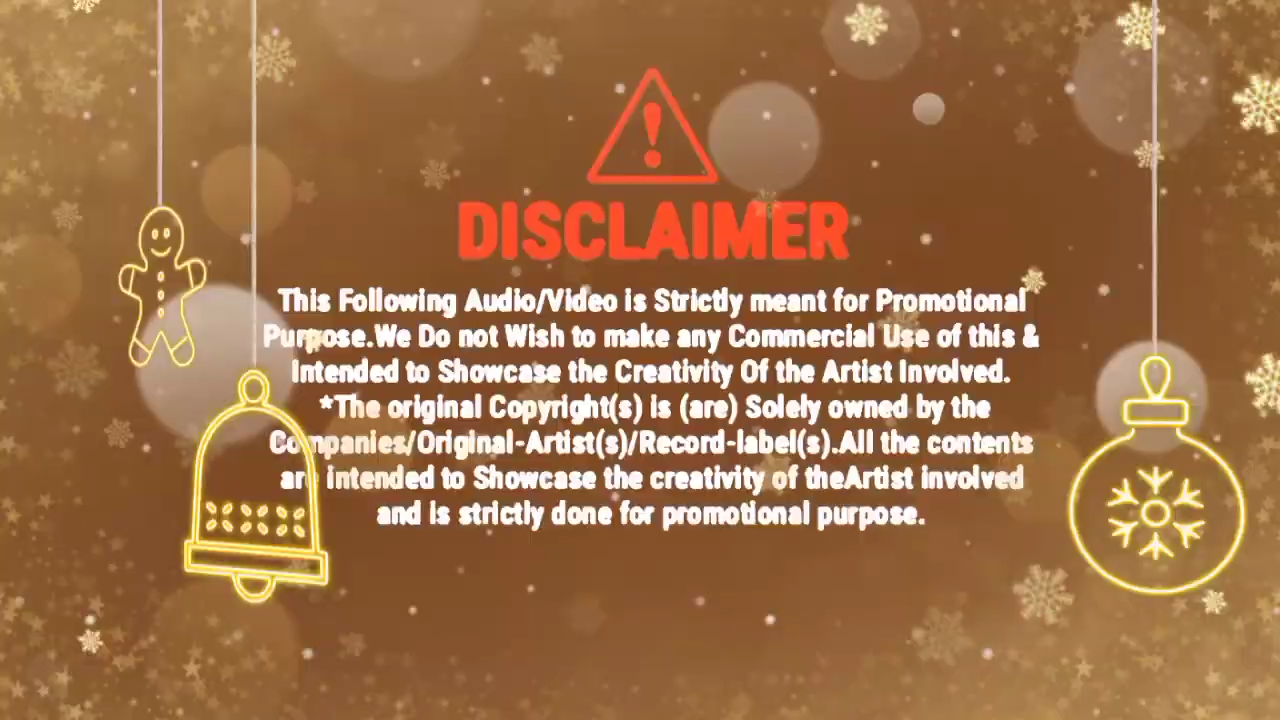 DISCLAIMER
This Following Audio/Video is Strictly meant for Promotional
Purpose.We Do not Wish to make any Commercial Use of this &
Intended to Showcase the Creativity Of the Artist Involved.
*The original Copyright(s) is (are) Solely owned by the
Companies/Original-Artist(s)/Record-label(s).All the contents
are intended to Showcase the creativity of theArtist involved
and is strictly done for promotional purpose.